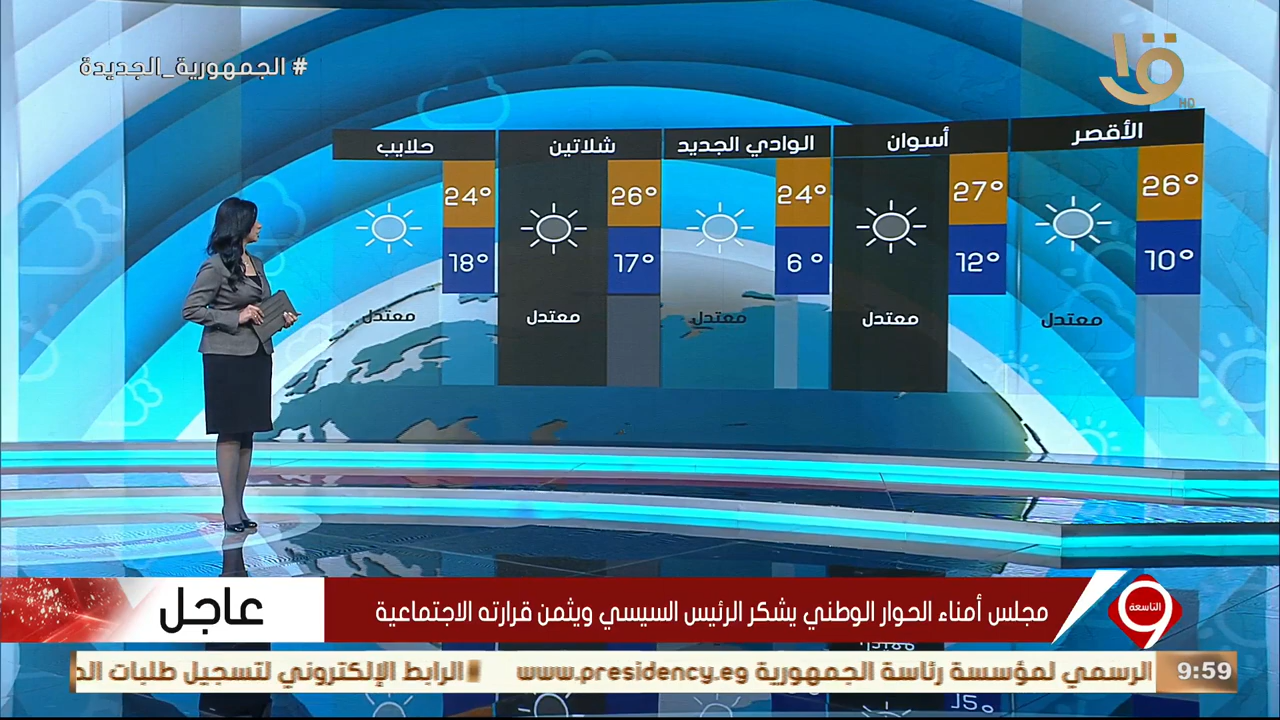 #الجمهورية_الجديدة
HD
الأقصر
26°
10°
معتدل
أسوان
27°
12°
معتدل
الوادي الجديد
24°
6°
معتدل
شلاتين
26°
17°
معتدل
حلايب
24°
18°
معتدل
عاجل
مجلس أمناء الحوار الوطني يشكر الرئيس السيسي ويثمن قرارته الاجتماعية
التاسعة
9:59
الرسمي لمؤسسة رئاسة الجمهورية www.presidency.eg
الرابط الإلكتروني لتسجيل طلبات